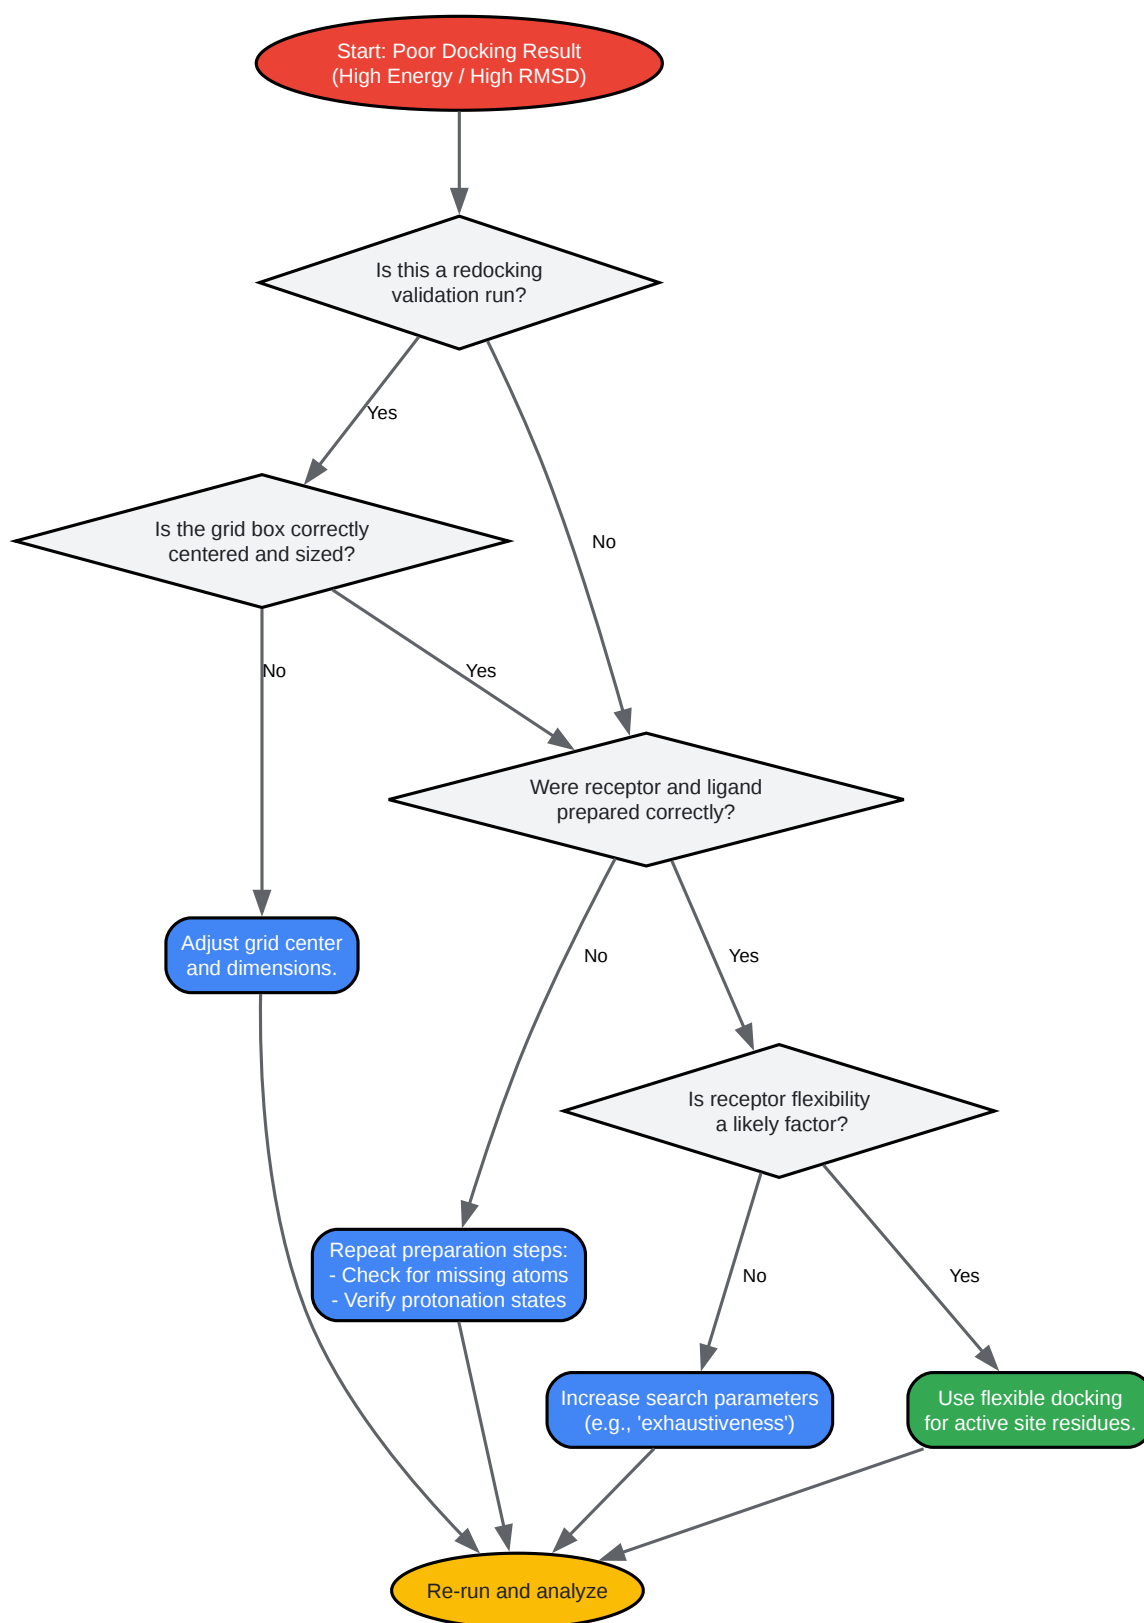 Start: Poor Docking Result
(High Energy / High RMSD)
Is this a redocking
validation run?
Yes
Is the grid box correctly
centered and sized?
No
No
Yes
Were receptor and ligand
prepared correctly?
Adjust grid center
and dimensions.
No
Yes
Is receptor flexibility
a likely factor?
Repeat preparation steps:
- Check for missing atoms
- Verify protonation states
No
Yes
Increase search parameters
(e.g., 'exhaustiveness')
Use flexible docking
for active site residues.
Re-run and analyze